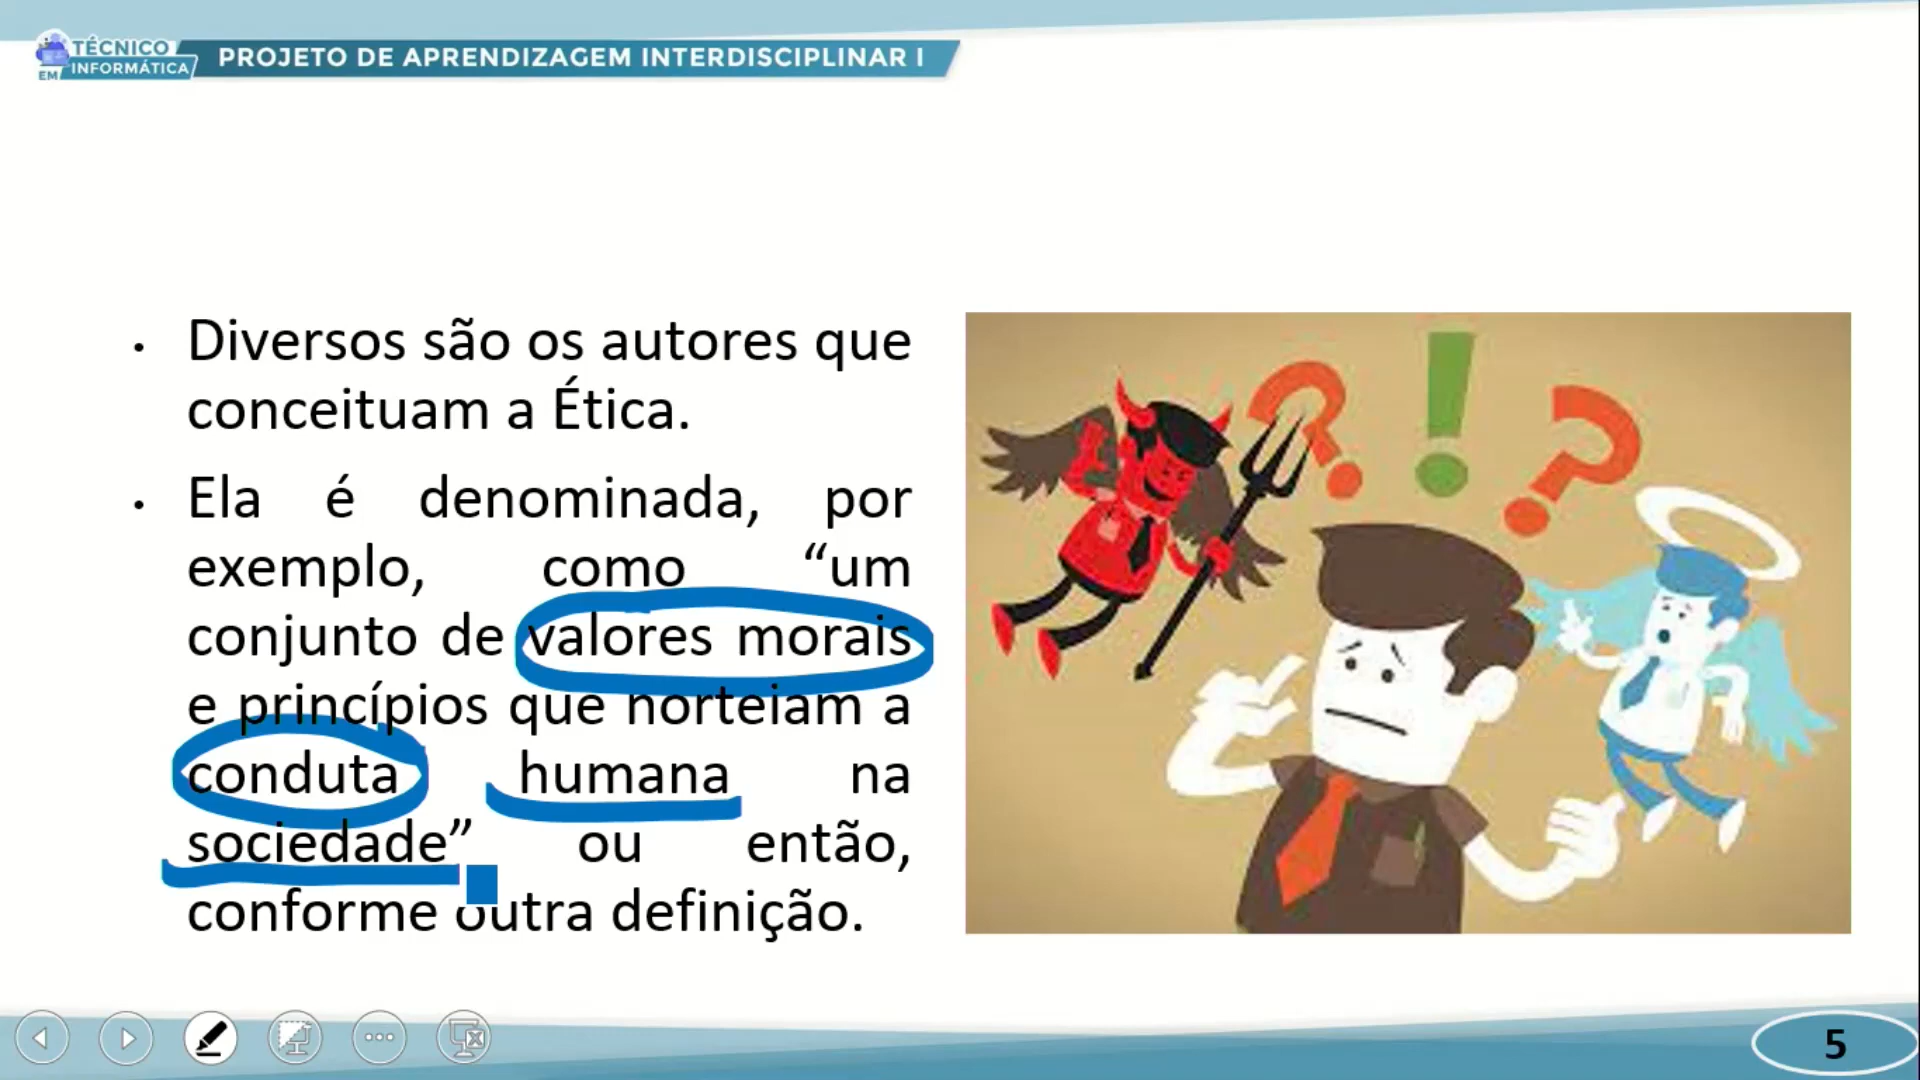 TÉCNICO
EM INFORMÁTICA
PROJETO DE APRENDIZAGEM INTERDISCIPLINAR I
• Diversos são os autores que
conceituam a Ética.
• Ela é denominada, por
exemplo, como “um
conjunto de valores morais
e princípios que norteiam a
conduta humana na
sociedade” ou então,
conforme outra definição.
? ! ?
5